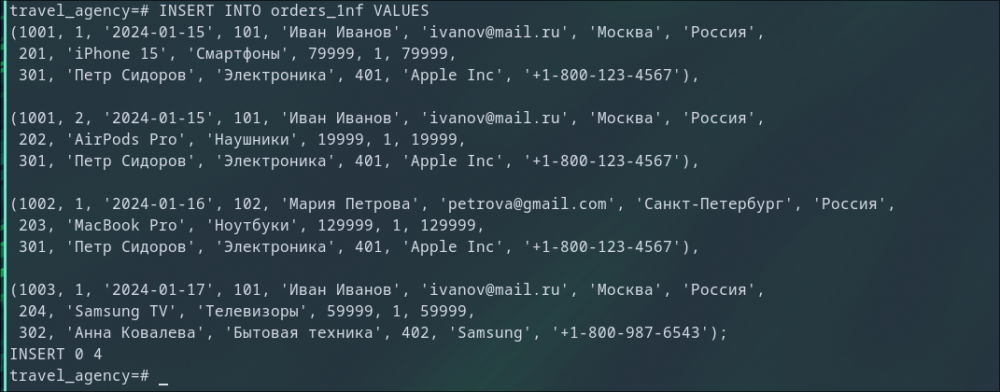 travel_agency=# INSERT INTO orders_1nf VALUES
(1001, 1, '2024-01-15', 101, 'Иван Иванов', 'ivanov@mail.ru', 'Москва', 'Россия',
 201, 'iPhone 15', 'Смартфоны', 79999, 1, 79999,
 301, 'Петр Сидоров', 'Электроника', 401, 'Apple Inc', '+1-800-123-4567'),

(1001, 2, '2024-01-15', 101, 'Иван Иванов', 'ivanov@mail.ru', 'Москва', 'Россия',
 202, 'AirPods Pro', 'Наушники', 19999, 1, 19999,
 301, 'Петр Сидоров', 'Электроника', 401, 'Apple Inc', '+1-800-123-4567'),

(1002, 1, '2024-01-16', 102, 'Мария Петрова', 'petrova@gmail.com', 'Санкт-Петербург', 'Россия',
 203, 'MacBook Pro', 'Ноутбуки', 129999, 1, 129999,
 301, 'Петр Сидоров', 'Электроника', 401, 'Apple Inc', '+1-800-123-4567'),

(1003, 1, '2024-01-17', 101, 'Иван Иванов', 'ivanov@mail.ru', 'Москва', 'Россия',
 204, 'Samsung TV', 'Телевизоры', 59999, 1, 59999,
 302, 'Анна Ковалева', 'Бытовая техника', 402, 'Samsung', '+1-800-987-6543');
INSERT 0 4
travel_agency=# _